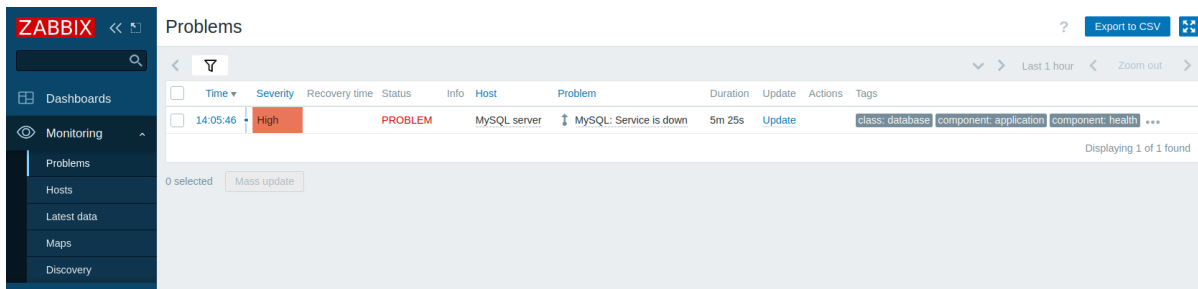 ZABBIX
Problems
? Export to CSV
Last 1 hour Zoom out
Dashboards
Monitoring
Problems
Hosts
Latest data
Maps
Discovery
Time Severity Recovery time Status Info Host Problem Duration Update Actions Tags
14:05:46 High PROBLEM MySQL server MySQL: Service is down 5m 25s Update class: database component: application component: health •••
Displaying 1 of 1 found
0 selected Mass update